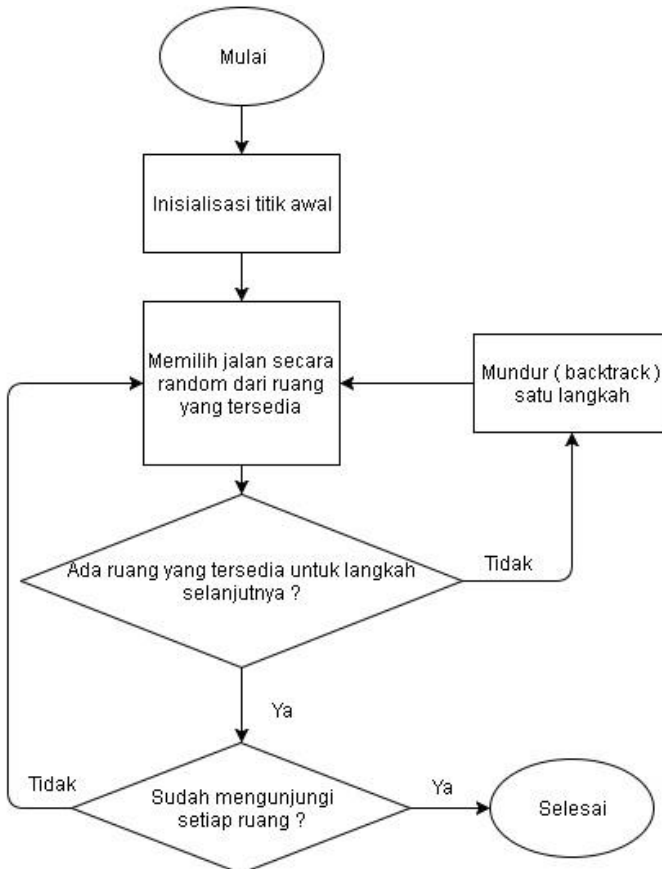 Mulai
Inisialisasi titik awal
Memilih jalan secara
random dari ruang
yang tersedia
Mundur ( backtrack )
satu langkah
Ada ruang yang tersedia untuk langkah
selanjutnya ?
Tidak
Ya
Sudah mengunjungi
setiap ruang ?
Tidak
Ya
Selesai